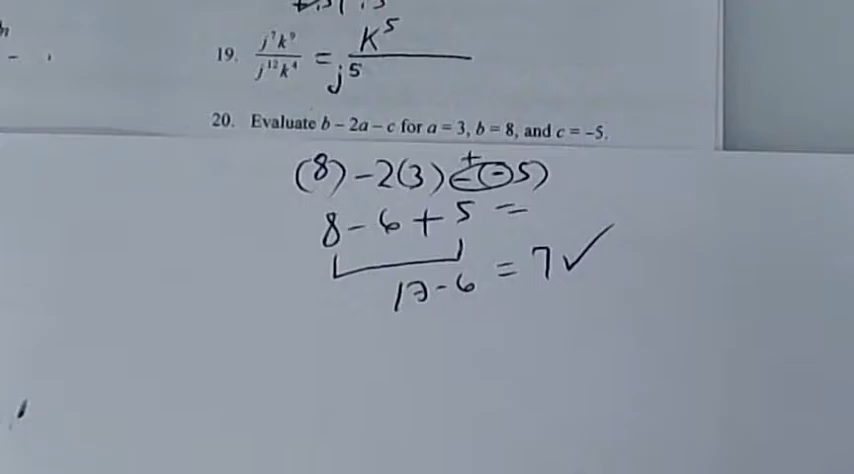 19. j⁷k⁹ / j¹²k⁴ = K⁵ / j⁵
20. Evaluate b – 2a – c for a = 3, b = 8, and c = –5.
(8) – 2(3) – (–5)
+
8 – 6 + 5 =
13 – 6 = 7 ✓